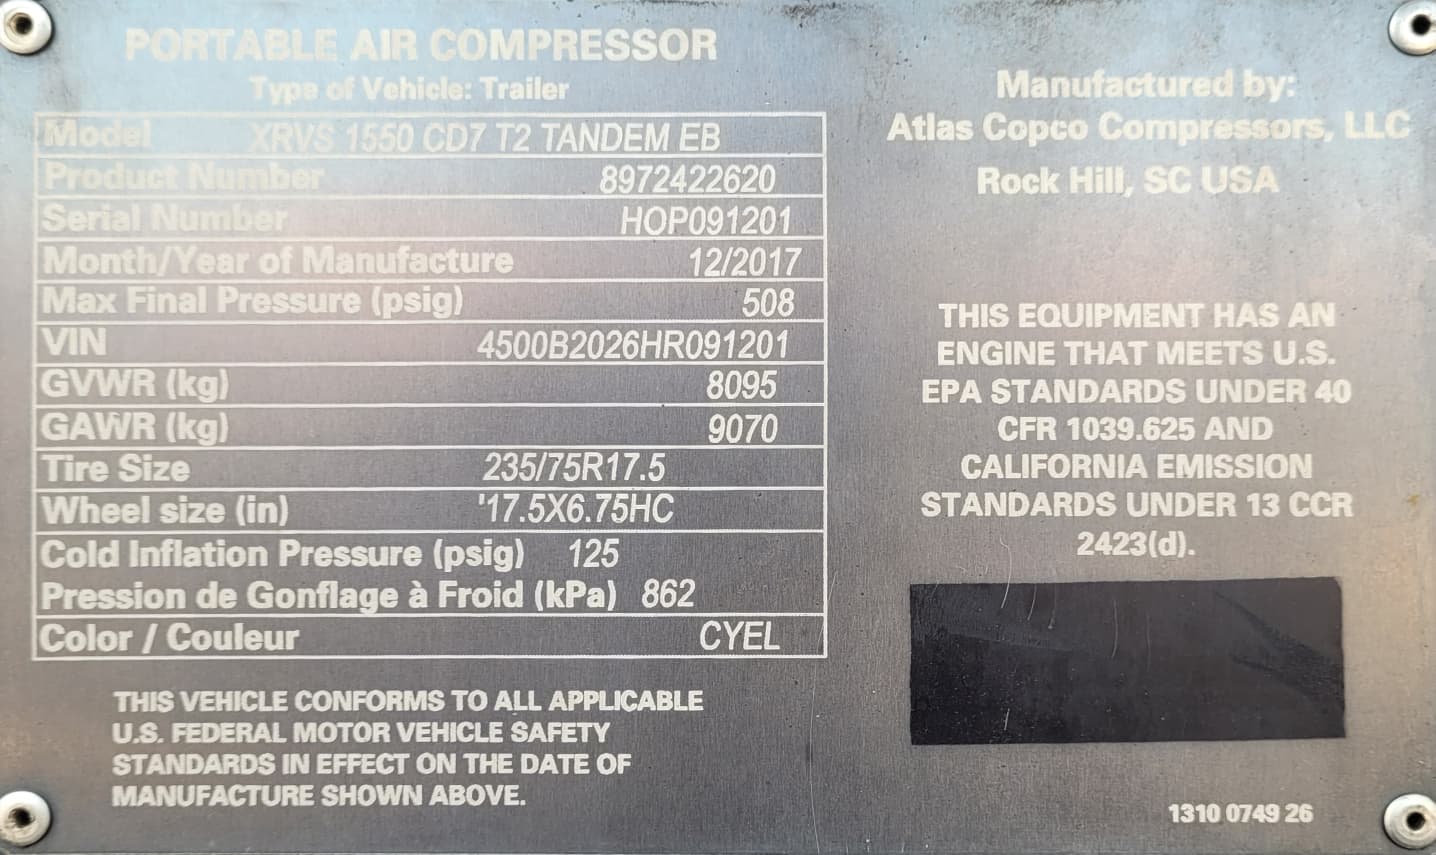 PORTABLE AIR COMPRESSOR
Type of Vehicle: Trailer
Model XRVS 1550 CD7 T2 TANDEM EB
Product Number 8972422620
Serial Number HOP091201
Month/Year of Manufacture 12/2017
Max Final Pressure (psig) 508
VIN 4500B2026HR091201
GVWR (kg) 8095
GAWR (kg) 9070
Tire Size 235/75R17.5
Wheel size (in) '17.5X6.75HC
Cold Inflation Pressure (psig) 125
Pression de Gonflage à Froid (kPa) 862
Color / Couleur CYEL
THIS VEHICLE CONFORMS TO ALL APPLICABLE
U.S. FEDERAL MOTOR VEHICLE SAFETY
STANDARDS IN EFFECT ON THE DATE OF
MANUFACTURE SHOWN ABOVE.
Manufactured by:
Atlas Copco Compressors, LLC
Rock Hill, SC USA
THIS EQUIPMENT HAS AN
ENGINE THAT MEETS U.S.
EPA STANDARDS UNDER 40
CFR 1039.625 AND
CALIFORNIA EMISSION
STANDARDS UNDER 13 CCR
2423(d).
1310 0749 26